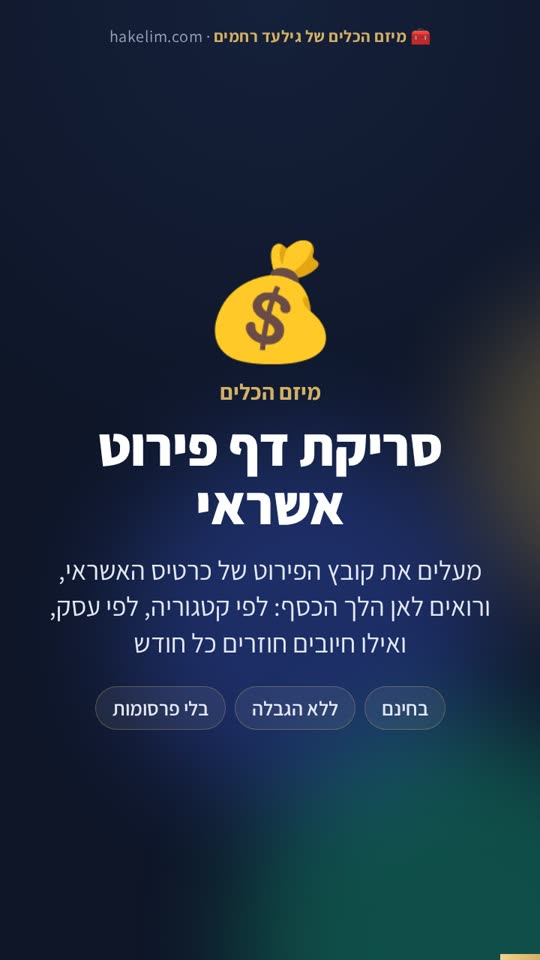 🧰 מיזם הכלים של גילעד רחמים · hakelim.com
מיזם הכלים
סריקת דף פירוט
אשראי
מעלים את קובץ הפירוט של כרטיס האשראי,
ורואים לאן הלך הכסף: לפי קטגוריה, לפי עסק,
ואילו חיובים חוזרים כל חודש
בחינם
ללא הגבלה
בלי פרסומות